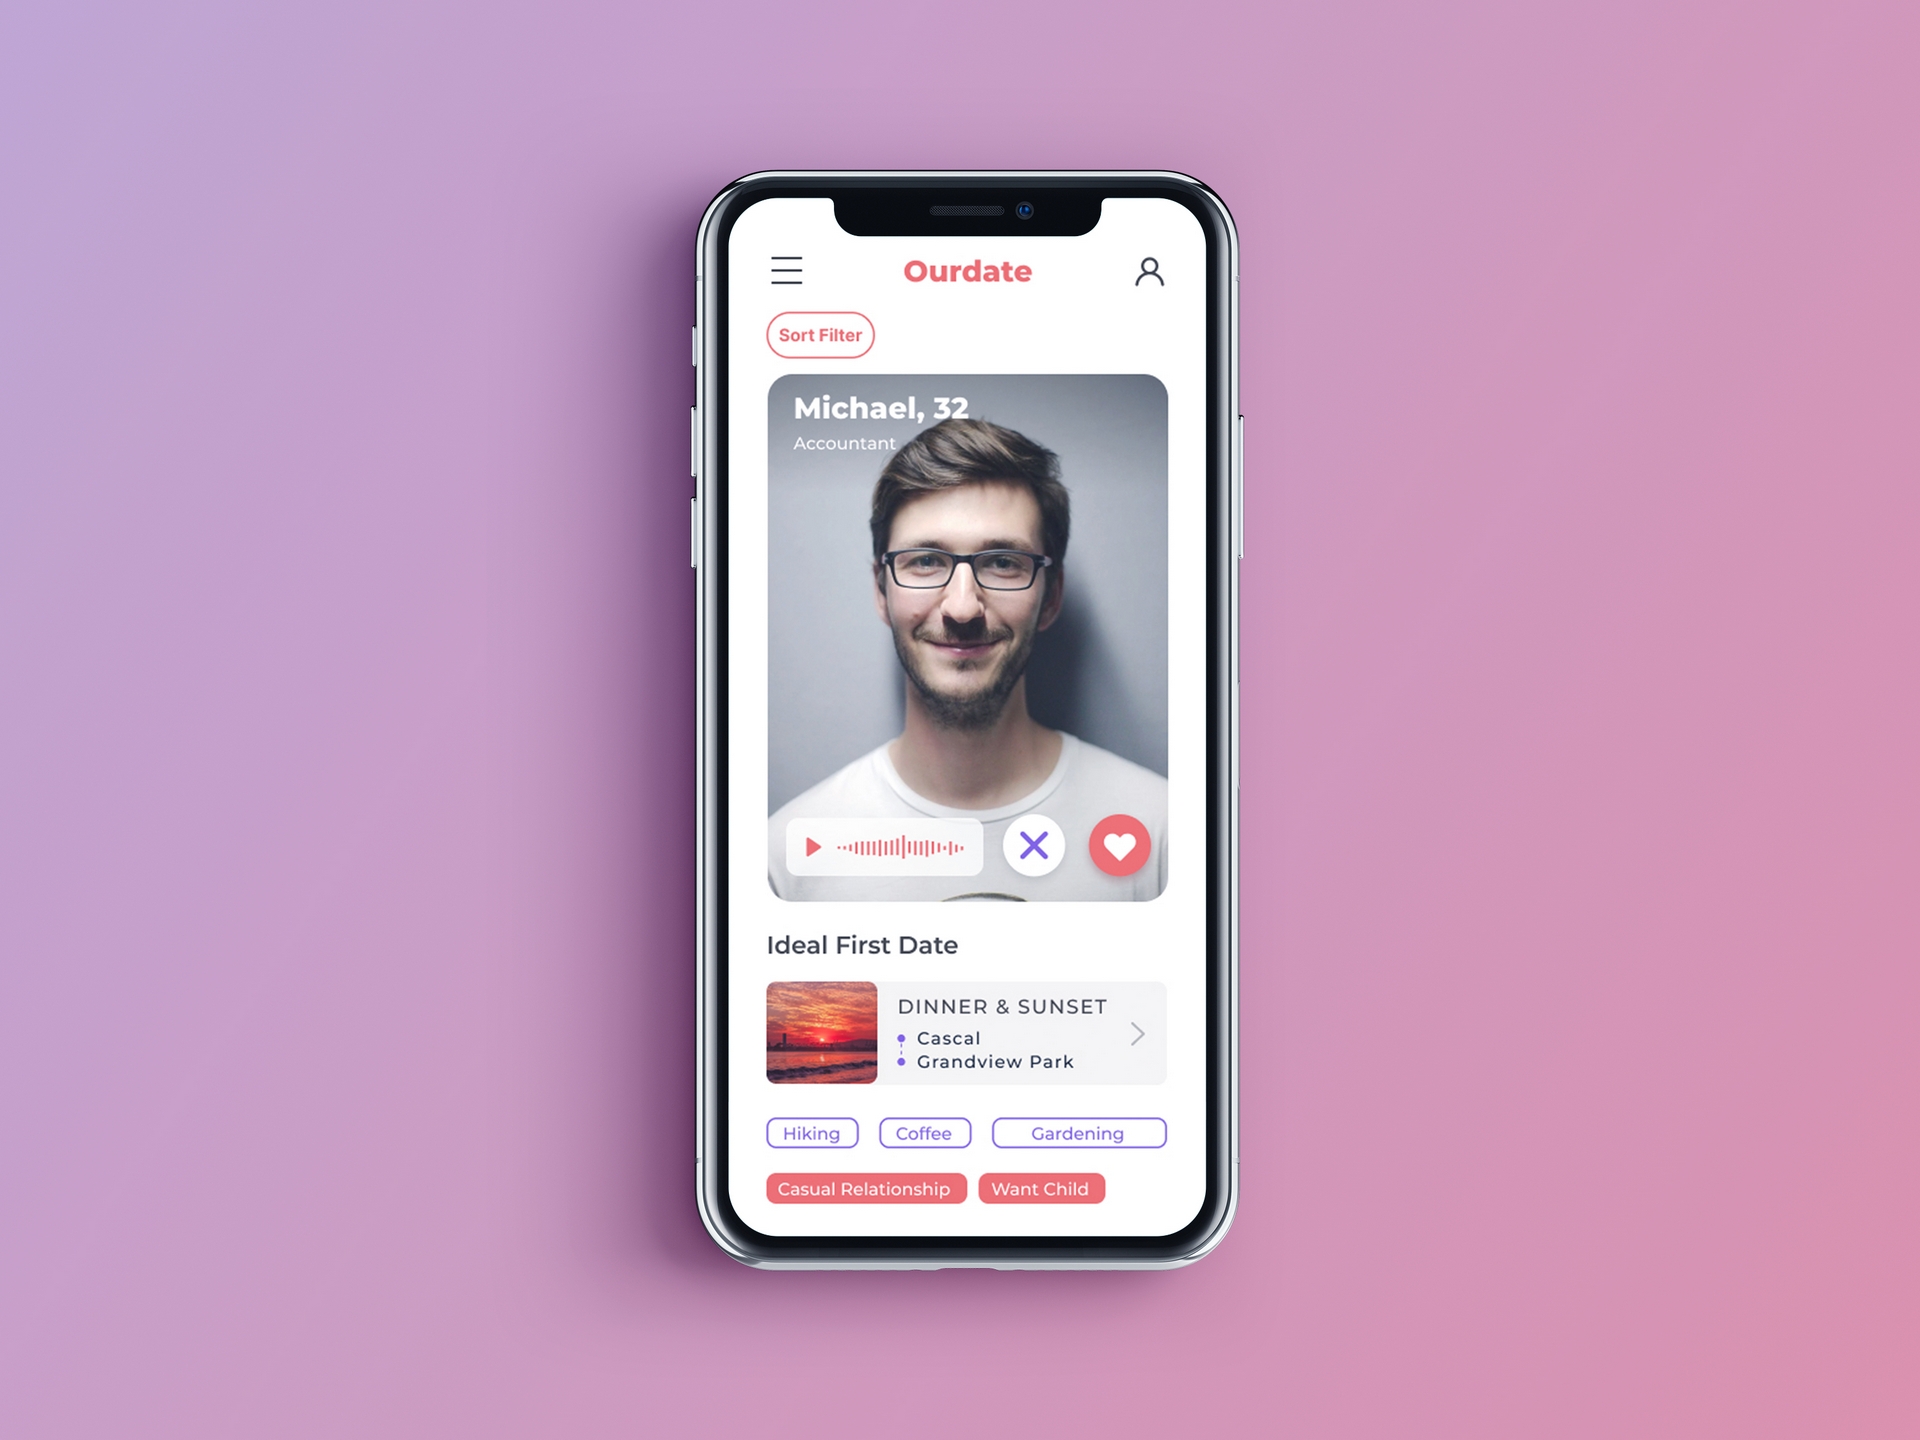 Ourdate
Sort Filter
Michael, 32
Accountant
Ideal First Date
DINNER & SUNSET
Cascal
Grandview Park
Hiking Coffee Gardening
Casual Relationship Want Child